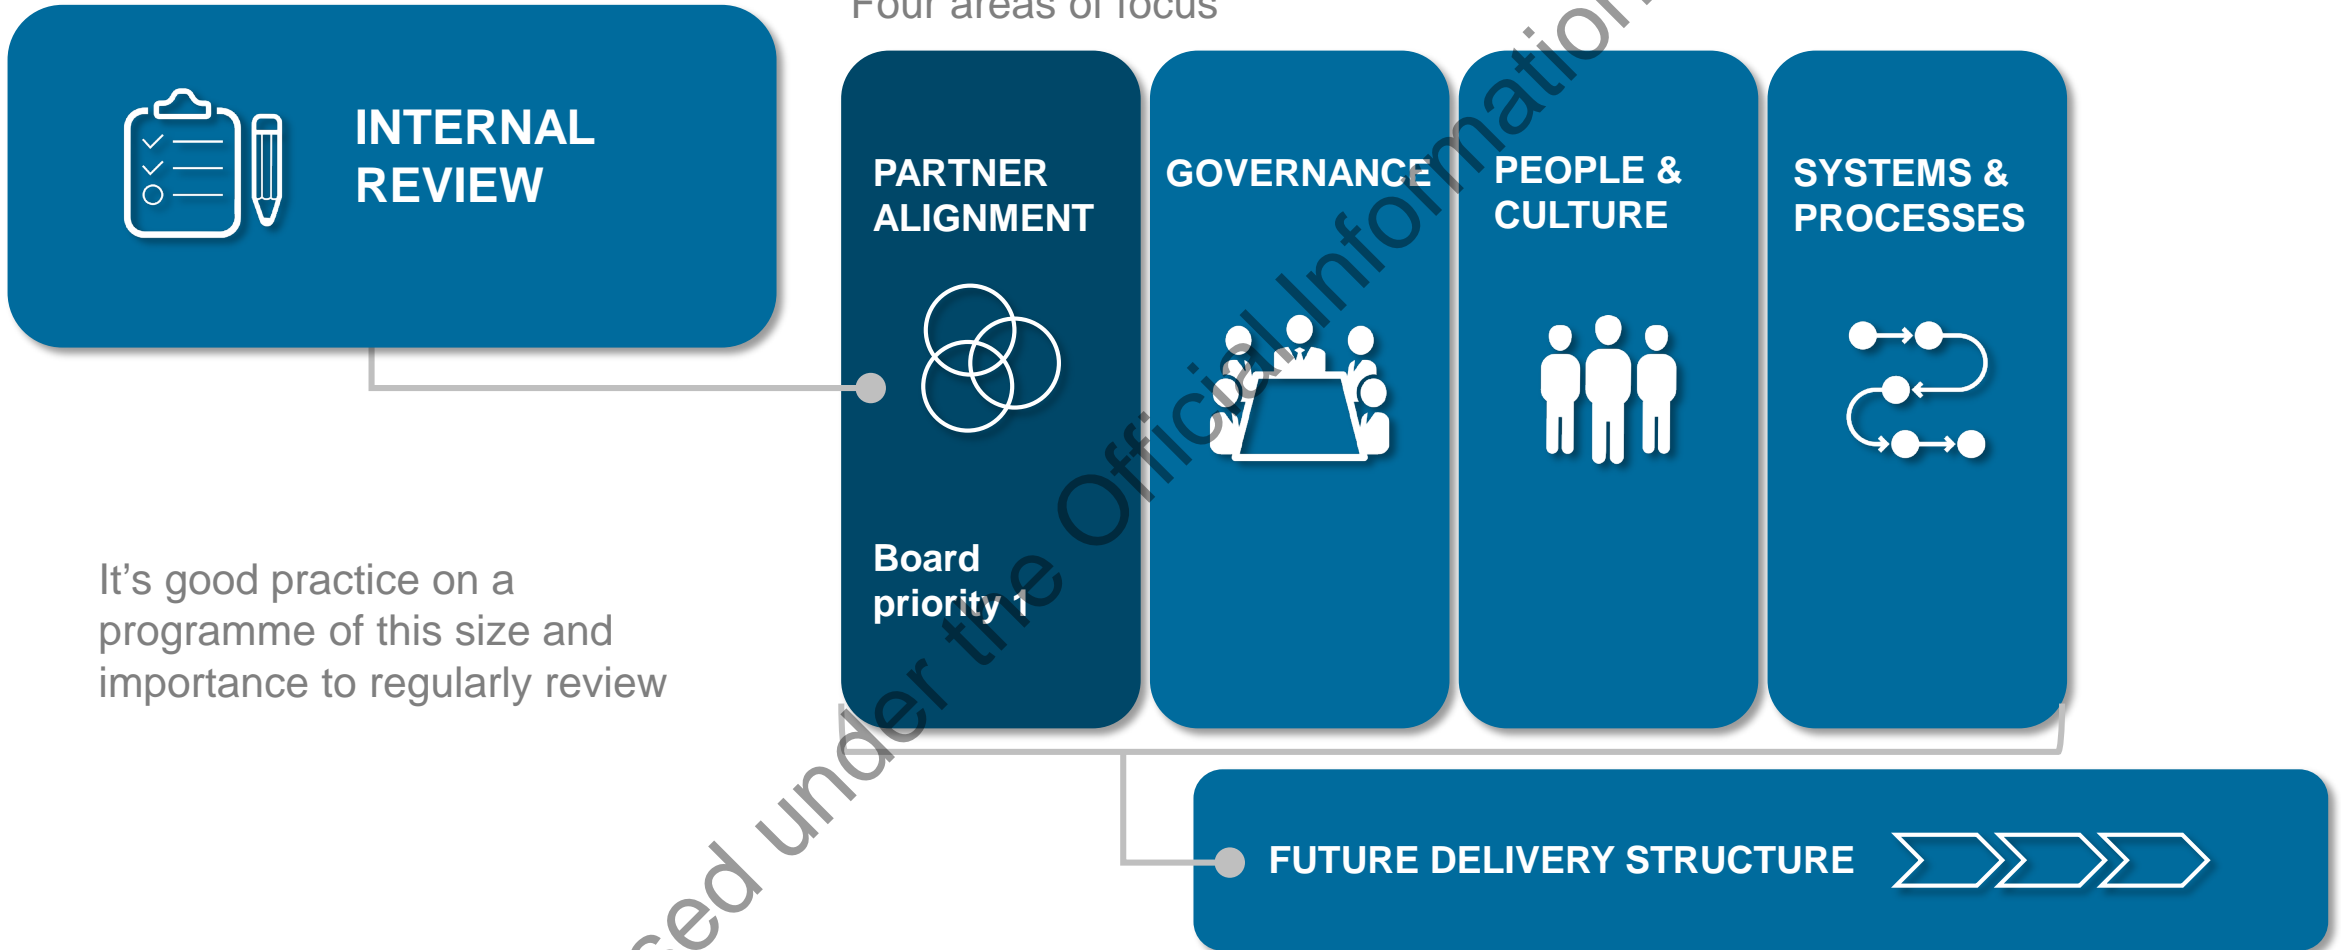 Four areas of focus
INTERNAL
REVIEW
PARTNER
ALIGNMENT
GOVERNANCE
PEOPLE &
CULTURE
SYSTEMS &
PROCESSES
Board
priority 1
It's good practice on a
programme of this size and
importance to regularly review
FUTURE DELIVERY STRUCTURE
under the Official Information